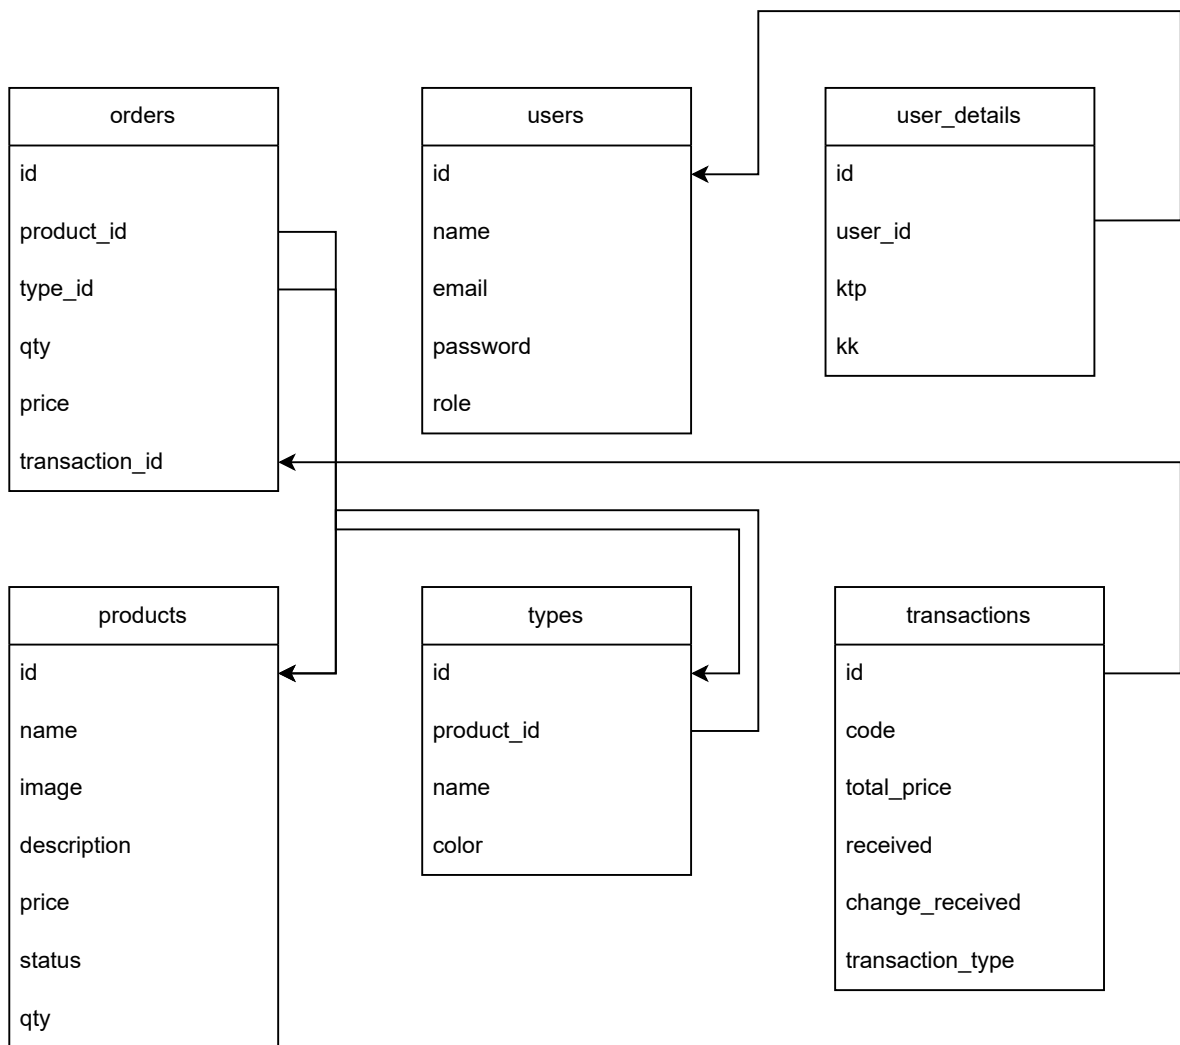 orders
id
product_id
type_id
qty
price
transaction_id
users
id
name
email
password
role
user_details
id
user_id
ktp
kk
products
id
name
image
description
price
status
qty
types
id
product_id
name
color
transactions
id
code
total_price
received
change_received
transaction_type